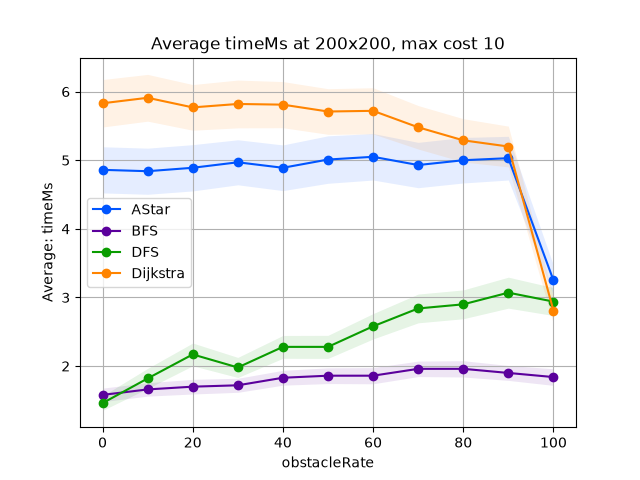 Average timeMs at 200x200, max cost 10
Average: timeMs
6
5
4
3
2
AStar
BFS
DFS
Dijkstra
0 20 40 60 80 100
obstacleRate